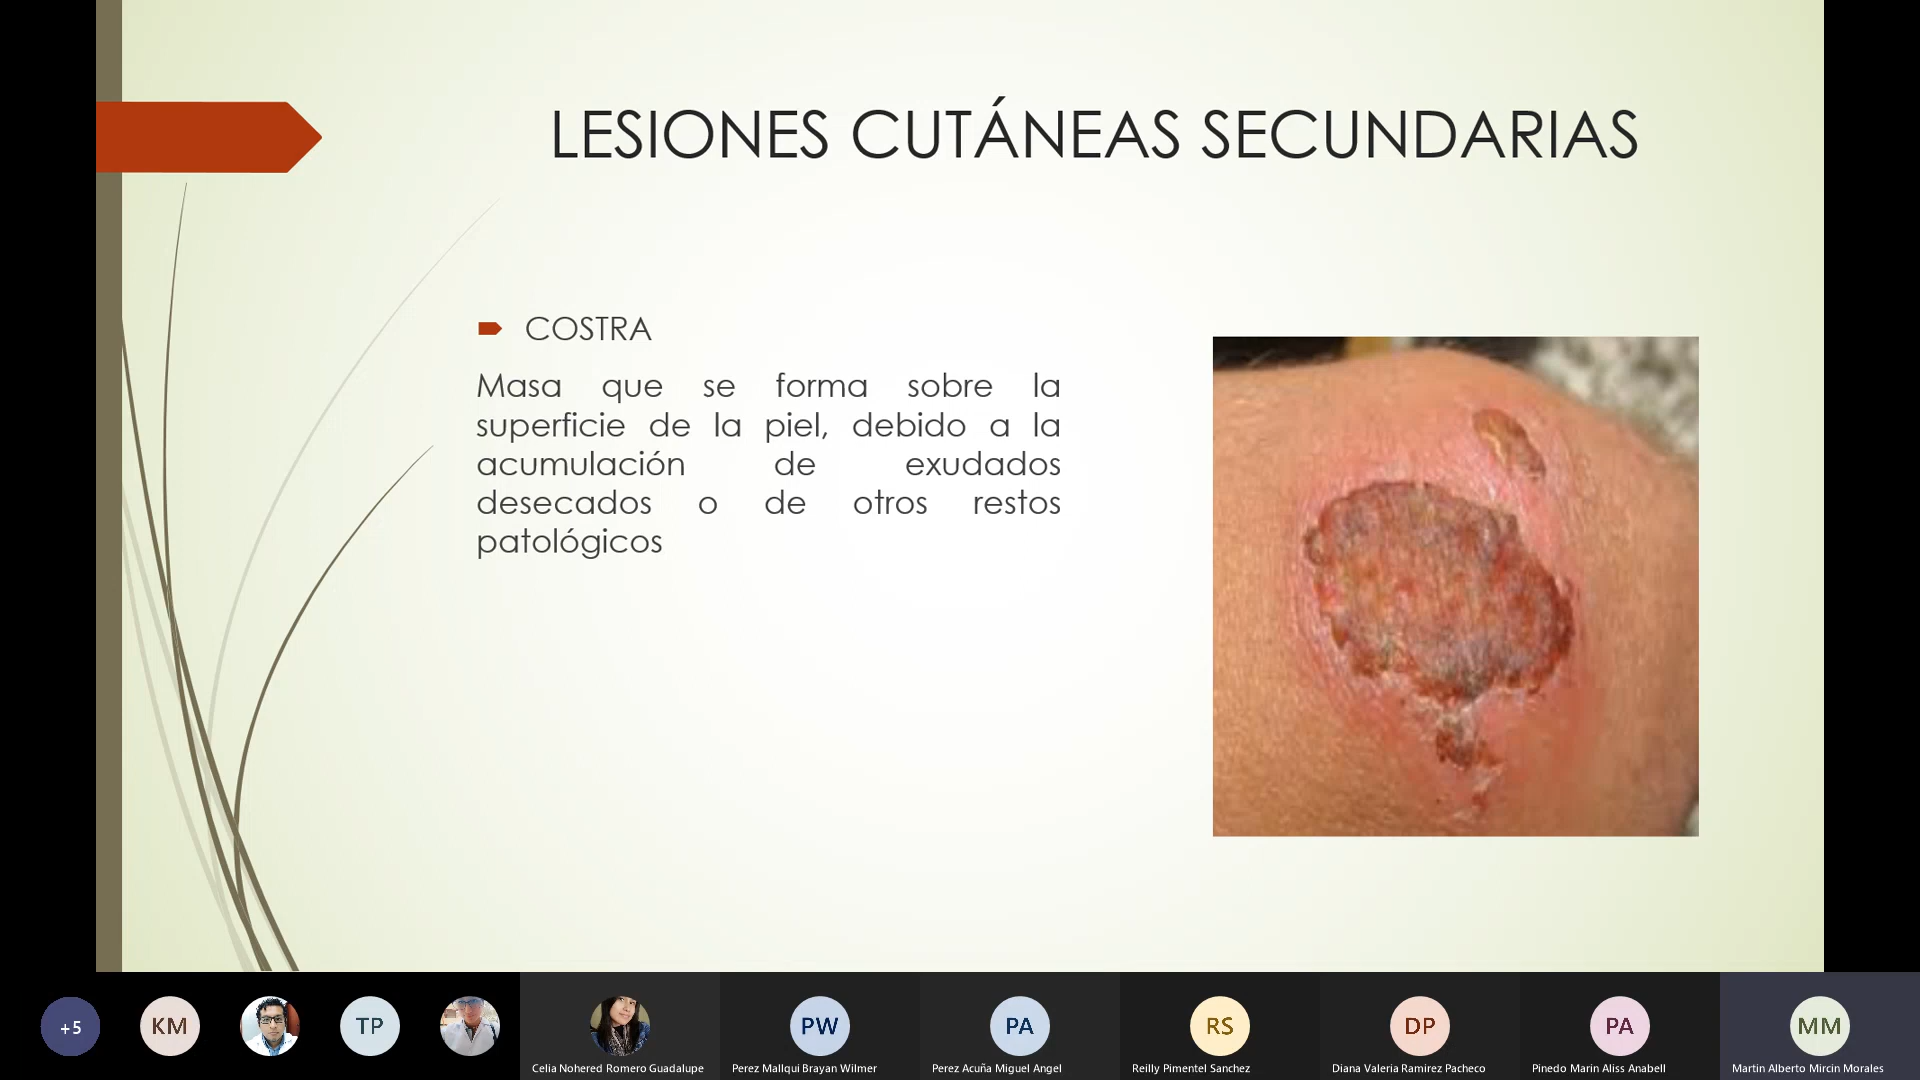 LESIONES CUTÁNEAS SECUNDARIAS
COSTRA
Masa que se forma sobre la
superficie de la piel, debido a la
acumulación de exudados
desecados o de otros restos
patológicos
+5
KM
TP
PW
PA
RS
DP
PA
MM
Celia Nohered Romero Guadalupe
Perez Mallqui Brayan Wilmer
Perez Acuña Miguel Angel
Reilly Pimentel Sanchez
Diana Valeria Ramirez Pacheco
Pinedo Marin Aliss Anabell
Martin Alberto Mircin Morales